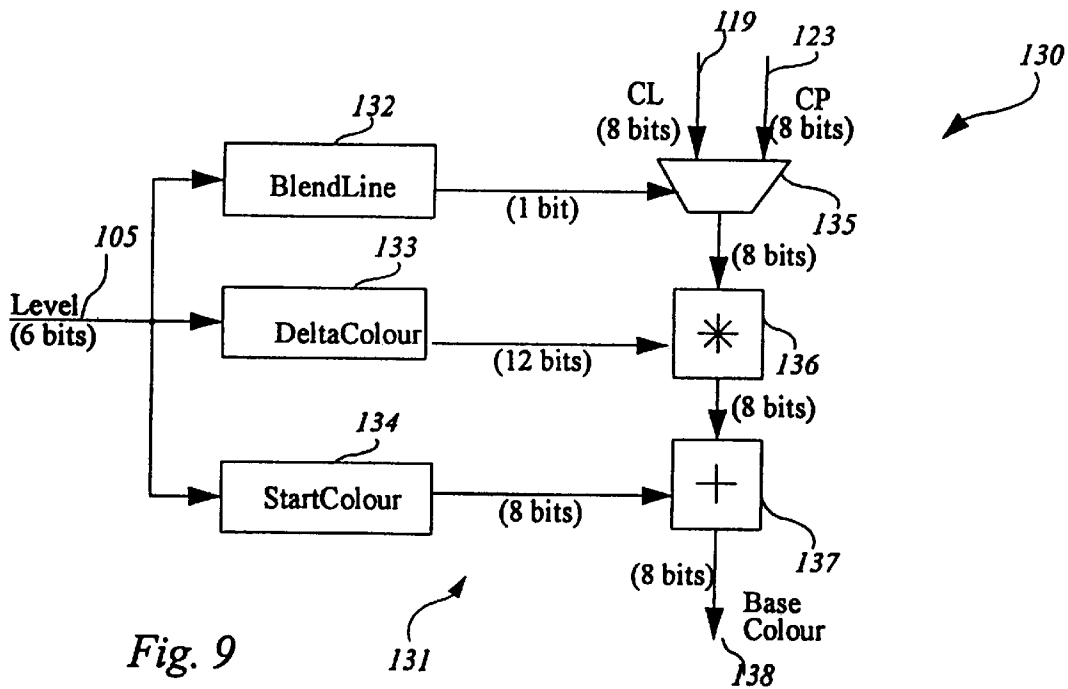 119
123
130
CL
(8 bits)
CP
(8 bits)
132
BlendLine
(1 bit)
135
105
133
(8 bits)
Level
(6 bits)
DeltaColour
(12 bits)
136
134
(8 bits)
StartColour
(8 bits)
137
(8 bits)
Base
Colour
Fig. 9
131
138